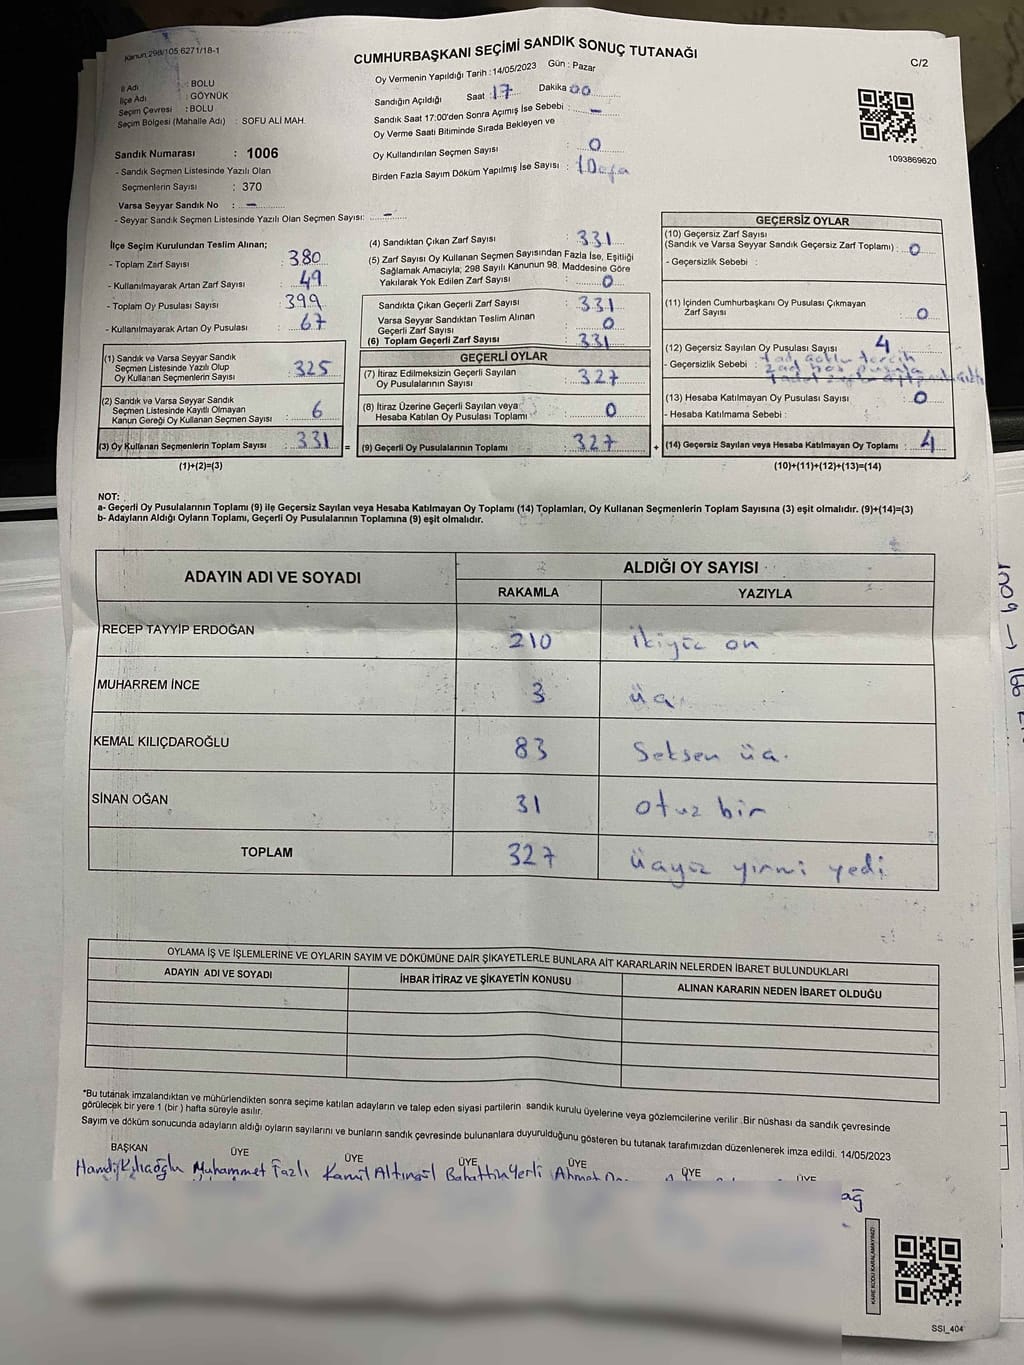 Kanun:298/105,6271/18-1
CUMHURBAŞKANI SEÇİMİ SANDIK SONUÇ TUTANAĞI
C/2
Oy Vermenin Yapıldığı Tarih :14/05/2023 Gün : Pazar
İl Adı : BOLU
İlçe Adı : GÖYNÜK
Seçim Çevresi : BOLU
Seçim Bölgesi (Mahalle Adı) : SOFU ALİ MAH.
Sandığın Açıldığı Saat : 17 Dakika 00
Sandık Saat 17:00'den Sonra Açımış İse Sebebi : —
Oy Verme Saati Bitiminde Sırada Bekleyen ve
Oy Kullandırılan Seçmen Sayısı : 0
Birden Fazla Sayım Döküm Yapılmış İse Sayısı : 1 Defa
1093869620
Sandık Numarası : 1006
- Sandık Seçmen Listesinde Yazılı Olan
Seçmenlerin Sayısı : 370
Varsa Seyyar Sandık No : —
- Seyyar Sandık Seçmen Listesinde Yazılı Olan Seçmen Sayısı: —
İlçe Seçim Kurulundan Teslim Alınan;
- Toplam Zarf Sayısı : 380
- Kullanılmayarak Artan Zarf Sayısı : 49
- Toplam Oy Pusulası Sayısı : 399
- Kullanılmayarak Artan Oy Pusulası : 67
(1) Sandık ve Varsa Seyyar Sandık
Seçmen Listesinde Yazılı Olup
Oy Kullanan Seçmenlerin Sayısı : 325
(2) Sandık ve Varsa Seyyar Sandık
Seçmen Listesinde Kayıtlı Olmayan
Kanun Gereği Oy Kullanan Seçmen Sayısı : 6
(3) Oy Kullanan Seçmenlerin Toplam Sayısı : 331 =
(1)+(2)=(3)
(4) Sandıktan Çıkan Zarf Sayısı : 331
(5) Zarf Sayısı Oy Kullanan Seçmen Sayısından Fazla İse, Eşitliği
Sağlamak Amacıyla; 298 Sayılı Kanunun 98. Maddesine Göre
Yakılarak Yok Edilen Zarf Sayısı : 0
Sandıkta Çıkan Geçerli Zarf Sayısı : 331
Varsa Seyyar Sandıktan Teslim Alınan
Geçerli Zarf Sayısı : 0
(6) Toplam Geçerli Zarf Sayısı : 331
GEÇERLİ OYLAR
(7) İtiraz Edilmeksizin Geçerli Sayılan
Oy Pusulalarının Sayısı : 327
(8) İtiraz Üzerine Geçerli Sayılan veya
Hesaba Katılan Oy Pusulası Toplamı : 0
(9) Geçerli Oy Pusulalarının Toplamı : 327 +
GEÇERSİZ OYLAR
(10) Geçersiz Zarf Sayısı
(Sandık ve Varsa Seyyar Sandık Geçersiz Zarf Toplamı) : 0
- Geçersizlik Sebebi :
(11) İçinden Cumhurbaşkanı Oy Pusulası Çıkmayan
Zarf Sayısı : 0
(12) Geçersiz Sayılan Oy Pusulası Sayısı : 4
- Geçersizlik Sebebi : tercih
pusula
(13) Hesaba Katılmayan Oy Pusulası Sayısı : 0
- Hesaba Katılmama Sebebi :
(14) Geçersiz Sayılan veya Hesaba Katılmayan Oy Toplamı : 4
(10)+(11)+(12)+(13)=(14)
NOT:
a- Geçerli Oy Pusulalarının Toplamı (9) ile Geçersiz Sayılan veya Hesaba Katılmayan Oy Toplamı (14) Toplamları, Oy Kullanan Seçmenlerin Toplam Sayısına (3) eşit olmalıdır. (9)+(14)=(3)
b- Adayların Aldığı Oyların Toplamı, Geçerli Oy Pusulalarının Toplamına (9) eşit olmalıdır.
ADAYIN ADI VE SOYADI
ALDIĞI OY SAYISI
RAKAMLA YAZIYLA
RECEP TAYYİP ERDOĞAN 210 ikiyüz on
MUHARREM İNCE 3 üç
KEMAL KILIÇDAROĞLU 83 Seksen üç.
SİNAN OĞAN 31 otuz bir
TOPLAM 327 üçyüz yirmi yedi
OYLAMA İŞ VE İŞLEMLERİNE VE OYLARIN SAYIM VE DÖKÜMÜNE DAİR ŞİKAYETLERLE BUNLARA AİT KARARLARIN NELERDEN İBARET BULUNDUKLARI
ADAYIN ADI VE SOYADI
İHBAR İTİRAZ VE ŞİKAYETİN KONUSU
ALINAN KARARIN NEDEN İBARET OLDUĞU
*Bu tutanak imzalandıktan ve mühürlendikten sonra seçime katılan adayların ve talep eden siyasi partilerin sandık kurulu üyelerine veya gözlemcilerine verilir .Bir nüshası da sandık çevresinde
görülecek bir yere 1 (bir ) hafta süreyle asılır.
Sayım ve döküm sonucunda adayların aldığı oyların sayılarını ve bunların sandık çevresinde bulunanlara duyurulduğunu gösteren bu tutanak tarafımızdan düzenlenerek imza edildi. 14/05/2023
BAŞKAN ÜYE ÜYE ÜYE ÜYE ÜYE ÜYE
Hamdi Kılıcoğlu Muhammet Fazlı Kamil Altıngül Bahattin Yerli Ahmet
ağ
KARE KODU KARALAMAYINIZ!
SSI_404